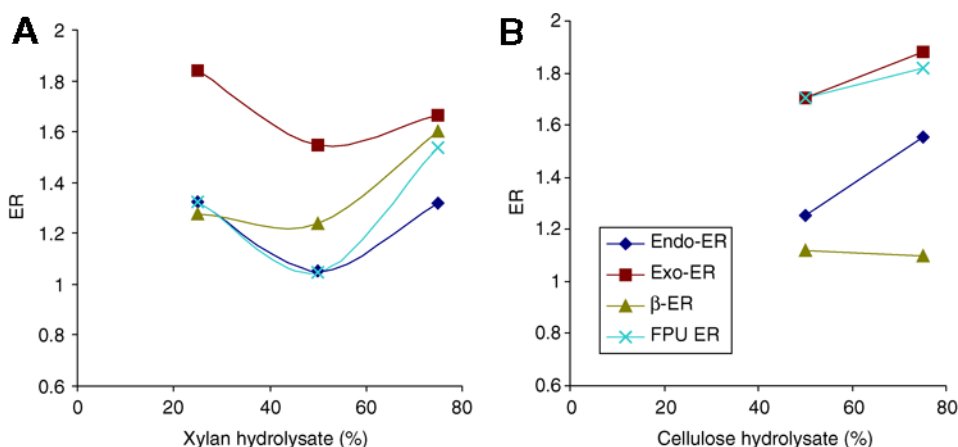 A
ER
2
1.8
1.6
1.4
1.2
1
0.8
0.6
0 20 40 60 80
Xylan hydrolysate (%)
B
ER
2
1.8
1.6
1.4
1.2
1
0.8
0.6
0 20 40 60 80
Cellulose hydrolysate (%)
Endo-ER
Exo-ER
β-ER
FPU ER